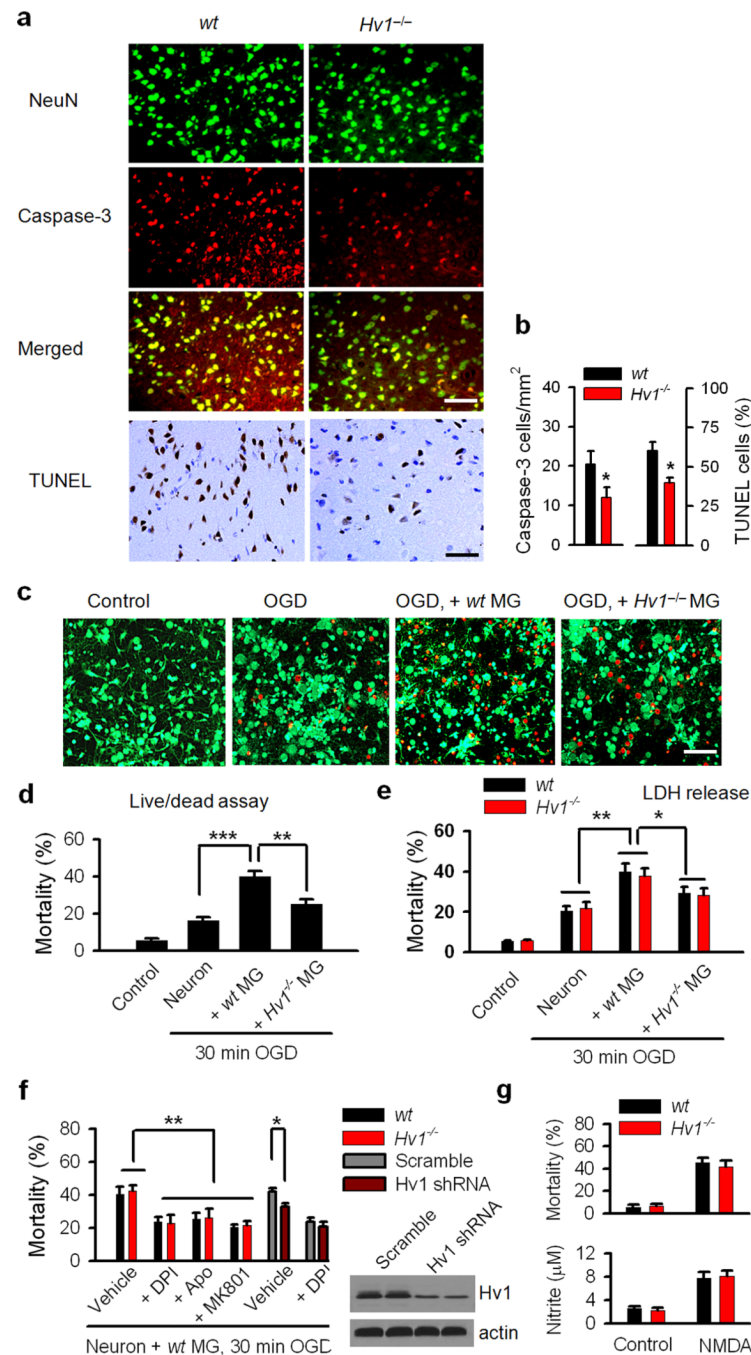 a
wt Hv1–/–
NeuN
Caspase-3
Merged
TUNEL
b
wt
Hv1–/–
Caspase-3 cells/mm2
40
30
20
10
0
* *
100
75
50
25
0
TUNEL cells (%)
c
Control OGD OGD, + wt MG OGD, + Hv1–/– MG
d
Live/dead assay
Mortality (%)
60
40
20
0
*** **
Control
Neuron
+ wt MG
+ Hv1-/- MG
30 min OGD
e
wt
Hv1-/-
LDH release
Mortality (%)
60
40
20
0
** *
Control
Neuron
+ wt MG
+ Hv1-/- MG
30 min OGD
f
Mortality (%)
80
60
40
20
0
** *
Vehicle
+ DPI
+ Apo
+ MK801
Vehicle
+ DPI
Neuron + wt MG, 30 min OGD
wt
Hv1-/-
Scramble
Hv1 shRNA
Scramble
Hv1 shRNA
Hv1
actin
g
wt
Hv1-/-
Mortality (%)
80
60
40
20
0
Nitrite (μM)
12
8
4
0
Control NMDA